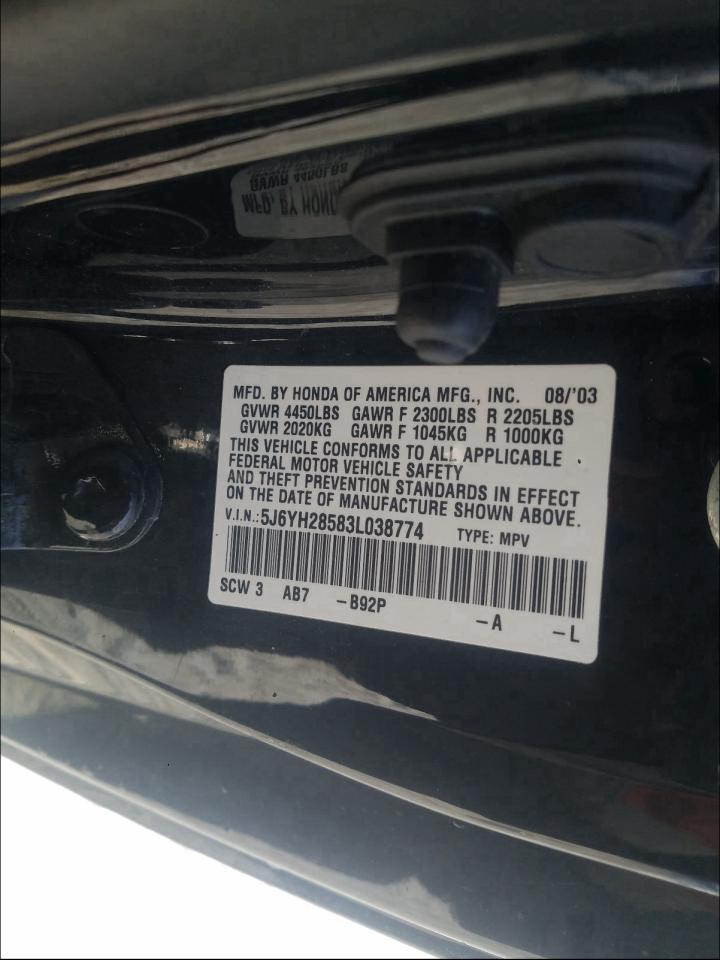 MFD. BY HONDA OF AMERICA MFG., INC. 08/'03
GVWR 4450LBS GAWR F 2300LBS R 2205LBS
GVWR 2020KG GAWR F 1045KG R 1000KG
THIS VEHICLE CONFORMS TO ALL APPLICABLE
FEDERAL MOTOR VEHICLE SAFETY
AND THEFT PREVENTION STANDARDS IN EFFECT
ON THE DATE OF MANUFACTURE SHOWN ABOVE.
V.I.N.:5J6YH28583L038774 TYPE: MPV
SCW 3 AB7 -B92P -A -L